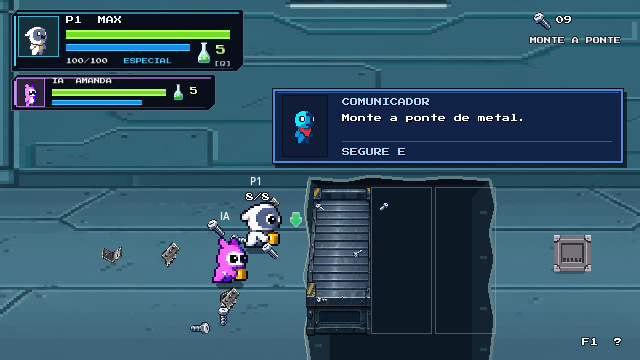 P1 MAX
5
100/100 ESPECIAL
[Q]
IA AMANDA
5
09
MONTE A PONTE
COMUNICADOR
Monte a ponte de metal.
SEGURE E
P1
8/8
IA
F1 ?